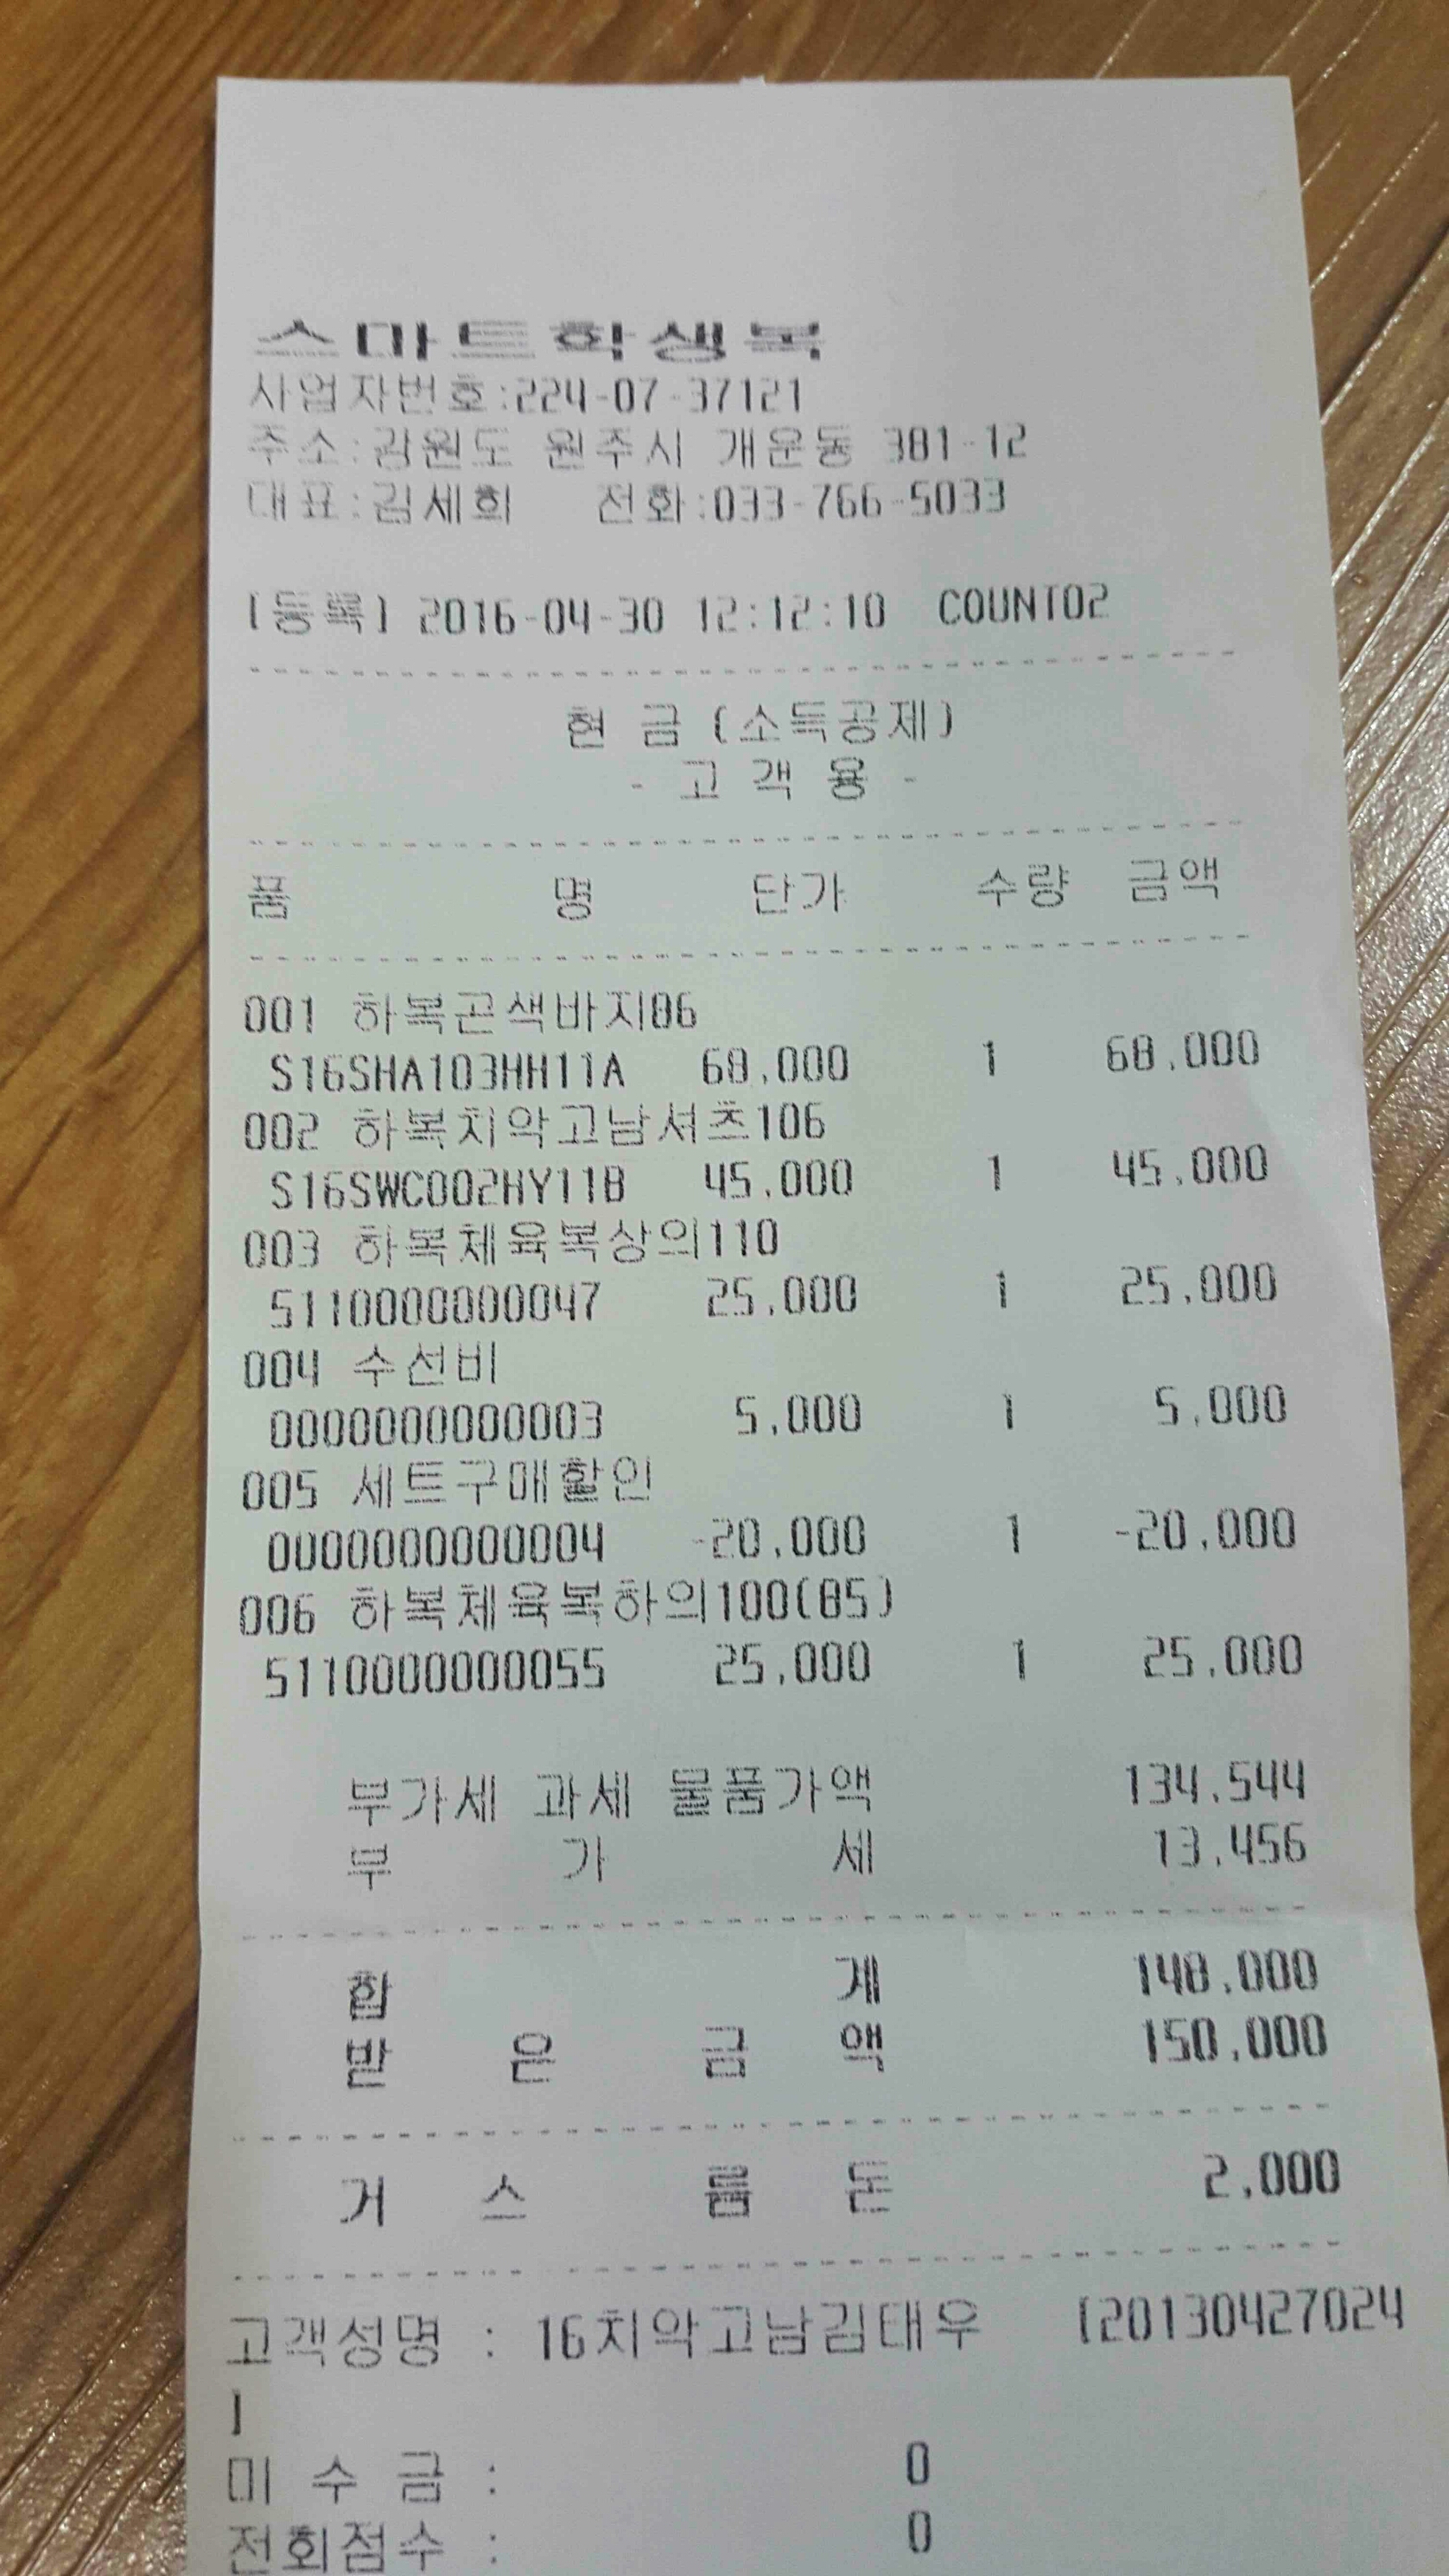 스마트학생복
사업자번호:224-07-37121
주소:강원도 원주시 개운동 381-12
대표:김세희 전화:033-766-5033
[등록] 2016-04-30 12:12:10 COUNT02
현 금 (소득공제)
- 고 객 용 -
품 명 단가 수량 금액
001 하복곤색바지86
S16SHA103HH11A 68,000 1 68,000
002 하복치악고남셔츠106
S16SWC002HY11B 45,000 1 45,000
003 하복체육복상의110
5110000000047 25,000 1 25,000
004 수선비
0000000000003 5,000 1 5,000
005 세트구매할인
0000000000004 -20,000 1 -20,000
006 하복체육복하의100(85)
5110000000055 25,000 1 25,000
부가세 과세 물품가액 134,544
부 가 세 13,456
합 계 148,000
받 은 금 액 150,000
거 스 름 돈 2,000
고객성명 : 16치악고남김태우 [20130427024
]
미 수 금 : 0
전회점수 : 0